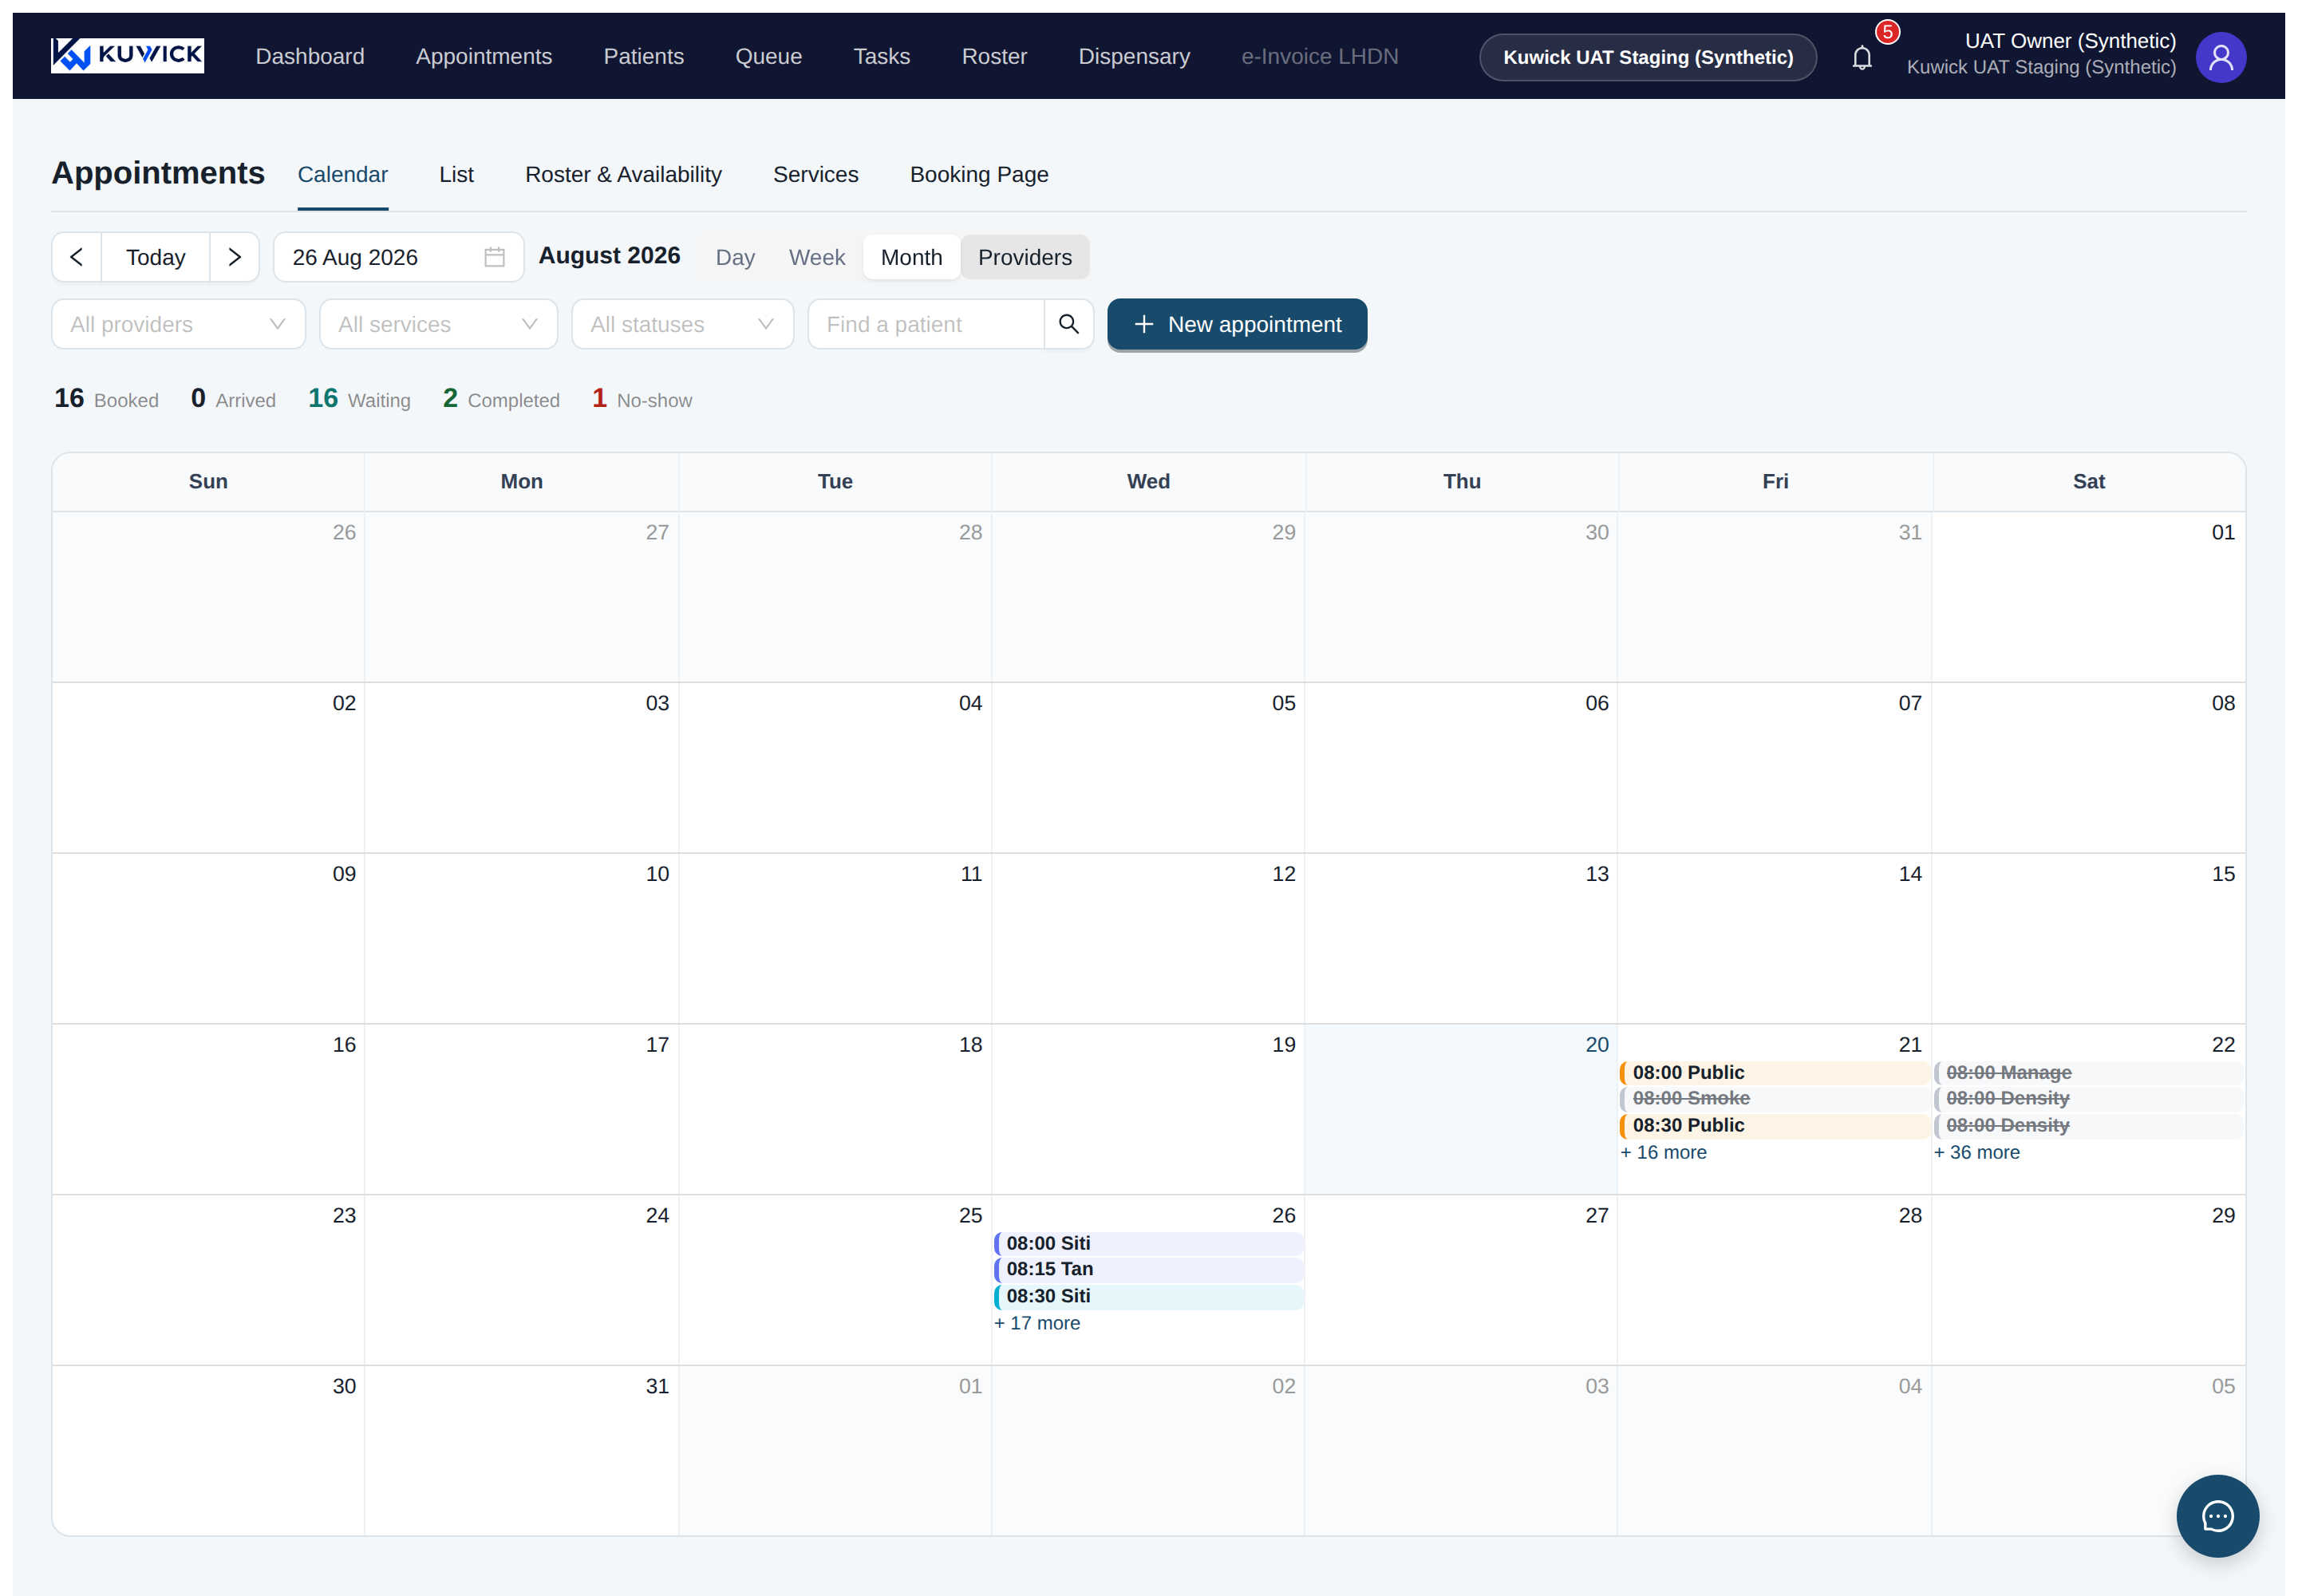 KUWICK Dashboard Appointments Patients Queue Tasks Roster Dispensary e-Invoice LHDN Kuwick UAT Staging (Synthetic) 5 UAT Owner (Synthetic)
Kuwick UAT Staging (Synthetic)
Appointments Calendar List Roster & Availability Services Booking Page
Today 26 Aug 2026 August 2026 Day Week Month Providers
All providers All services All statuses Find a patient New appointment
16 Booked 0 Arrived 16 Waiting 2 Completed 1 No-show
Sun Mon Tue Wed Thu Fri Sat
26 27 28 29 30 31 01
02 03 04 05 06 07 08
09 10 11 12 13 14 15
16 17 18 19 20 21 22
08:00 Public 08:00 Manage
08:00 Smoke 08:00 Density
08:30 Public 08:00 Density
+ 16 more + 36 more
23 24 25 26 27 28 29
08:00 Siti
08:15 Tan
08:30 Siti
+ 17 more
30 31 01 02 03 04 05